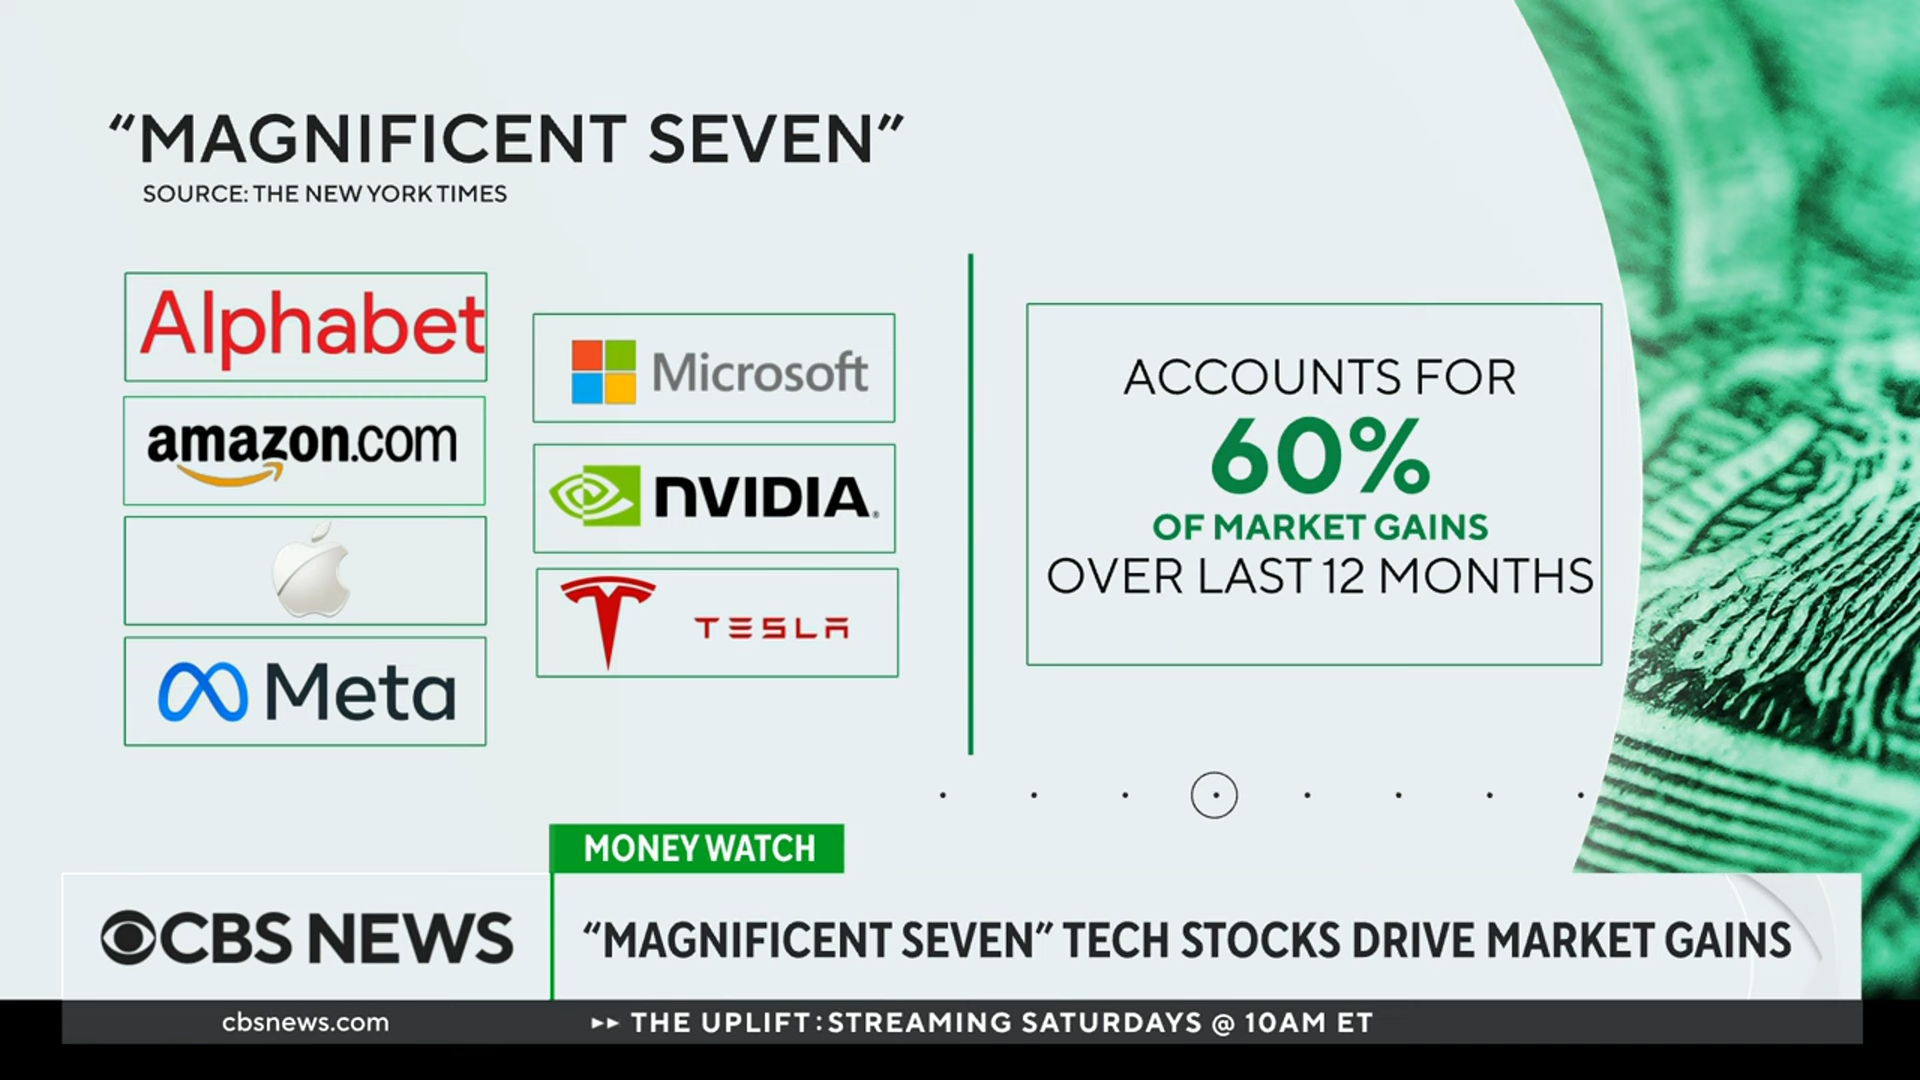 “MAGNIFICENT SEVEN”
SOURCE: THE NEW YORK TIMES
Alphabet
amazon.com
Meta
Microsoft
NVIDIA®
TESLA
ACCOUNTS FOR
60%
OF MARKET GAINS
OVER LAST 12 MONTHS
MONEY WATCH
CBS NEWS
“MAGNIFICENT SEVEN” TECH STOCKS DRIVE MARKET GAINS
cbsnews.com
THE UPLIFT: STREAMING SATURDAYS @ 10AM ET